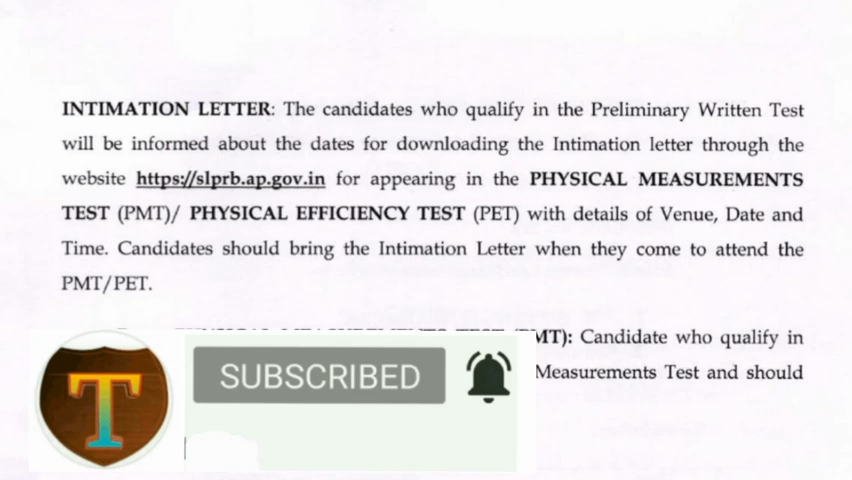 INTIMATION LETTER: The candidates who qualify in the Preliminary Written Test
will be informed about the dates for downloading the Intimation letter through the
website https://slprb.ap.gov.in for appearing in the PHYSICAL MEASUREMENTS
TEST (PMT)/ PHYSICAL EFFICIENCY TEST (PET) with details of Venue, Date and
Time. Candidates should bring the Intimation Letter when they come to attend the
PMT/PET.
MT): Candidate who qualify in
Measurements Test and should
T
SUBSCRIBED